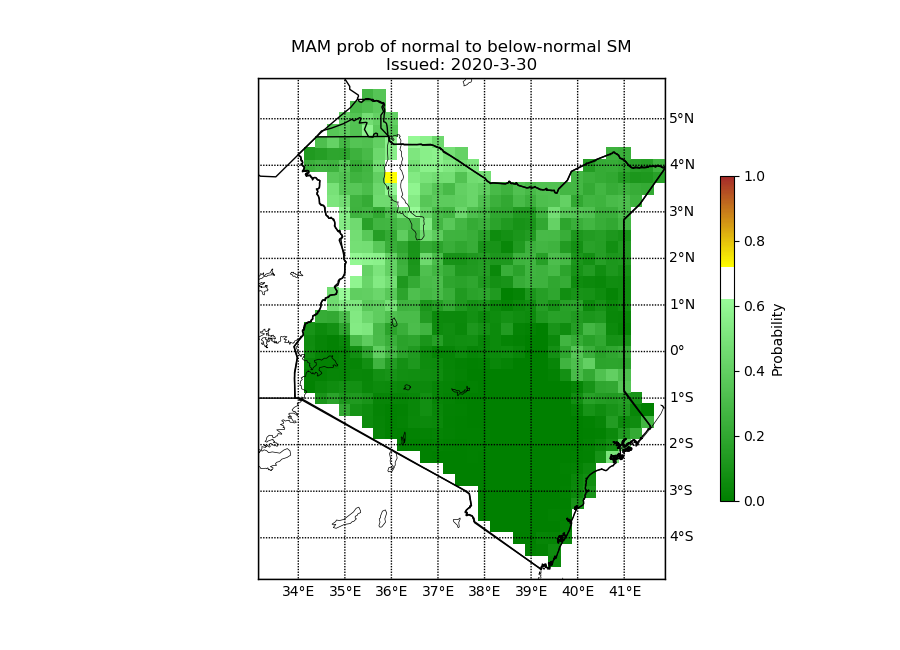 MAM prob of normal to below-normal SM
Issued: 2020-3-30
5°N
4°N
3°N
2°N
1°N
0°
1°S
2°S
3°S
4°S
34°E 35°E 36°E 37°E 38°E 39°E 40°E 41°E
1.0
0.8
0.6
0.4
0.2
0.0
Probability